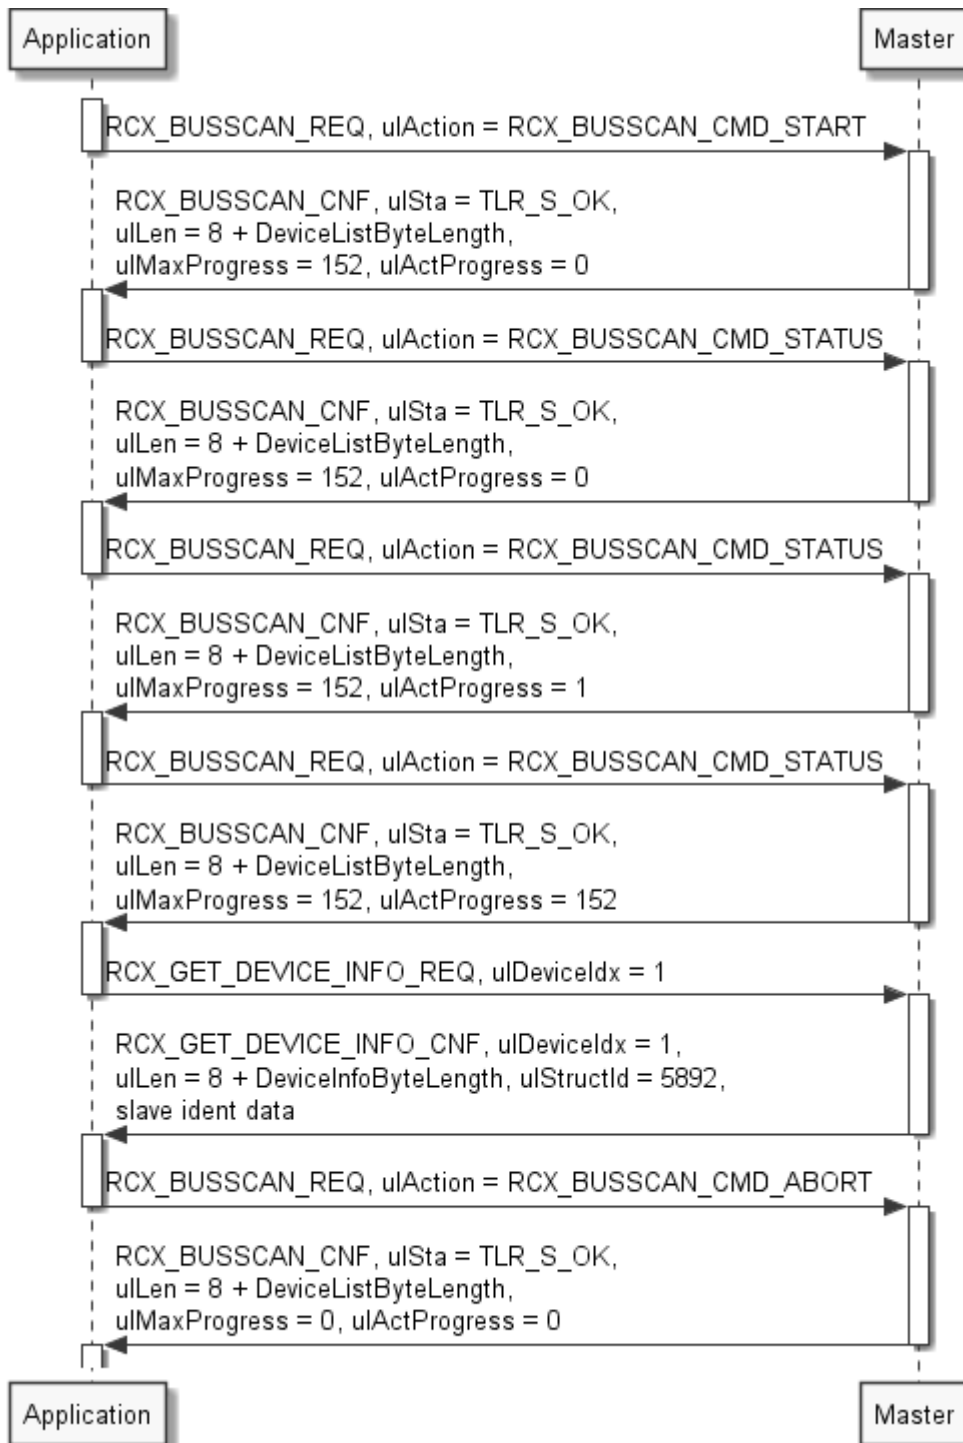 Application Master
RCX_BUSSCAN_REQ, ulAction = RCX_BUSSCAN_CMD_START
RCX_BUSSCAN_CNF, ulSta = TLR_S_OK,
ulLen = 8 + DeviceListByteLength,
ulMaxProgress = 152, ulActProgress = 0
RCX_BUSSCAN_REQ, ulAction = RCX_BUSSCAN_CMD_STATUS
RCX_BUSSCAN_CNF, ulSta = TLR_S_OK,
ulLen = 8 + DeviceListByteLength,
ulMaxProgress = 152, ulActProgress = 0
RCX_BUSSCAN_REQ, ulAction = RCX_BUSSCAN_CMD_STATUS
RCX_BUSSCAN_CNF, ulSta = TLR_S_OK,
ulLen = 8 + DeviceListByteLength,
ulMaxProgress = 152, ulActProgress = 1
RCX_BUSSCAN_REQ, ulAction = RCX_BUSSCAN_CMD_STATUS
RCX_BUSSCAN_CNF, ulSta = TLR_S_OK,
ulLen = 8 + DeviceListByteLength,
ulMaxProgress = 152, ulActProgress = 152
RCX_GET_DEVICE_INFO_REQ, ulDeviceIdx = 1
RCX_GET_DEVICE_INFO_CNF, ulDeviceIdx = 1,
ulLen = 8 + DeviceInfoByteLength, ulStructId = 5892,
slave ident data
RCX_BUSSCAN_REQ, ulAction = RCX_BUSSCAN_CMD_ABORT
RCX_BUSSCAN_CNF, ulSta = TLR_S_OK,
ulLen = 8 + DeviceListByteLength,
ulMaxProgress = 0, ulActProgress = 0
Application Master